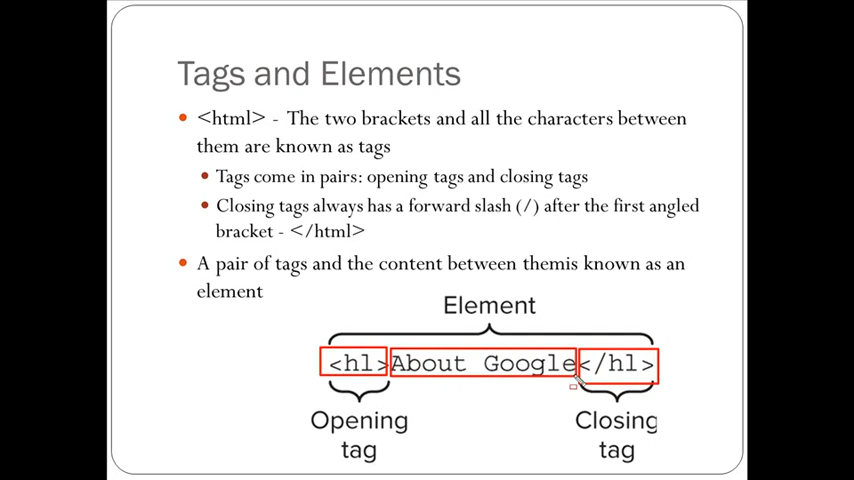 Tags and Elements
<html> - The two brackets and all the characters between
them are known as tags
Tags come in pairs: opening tags and closing tags
Closing tags always has a forward slash (/) after the first angled
bracket - </html>
A pair of tags and the content between themis known as an
element
Element
<hl>About Google</hl>
Opening Closing
tag tag